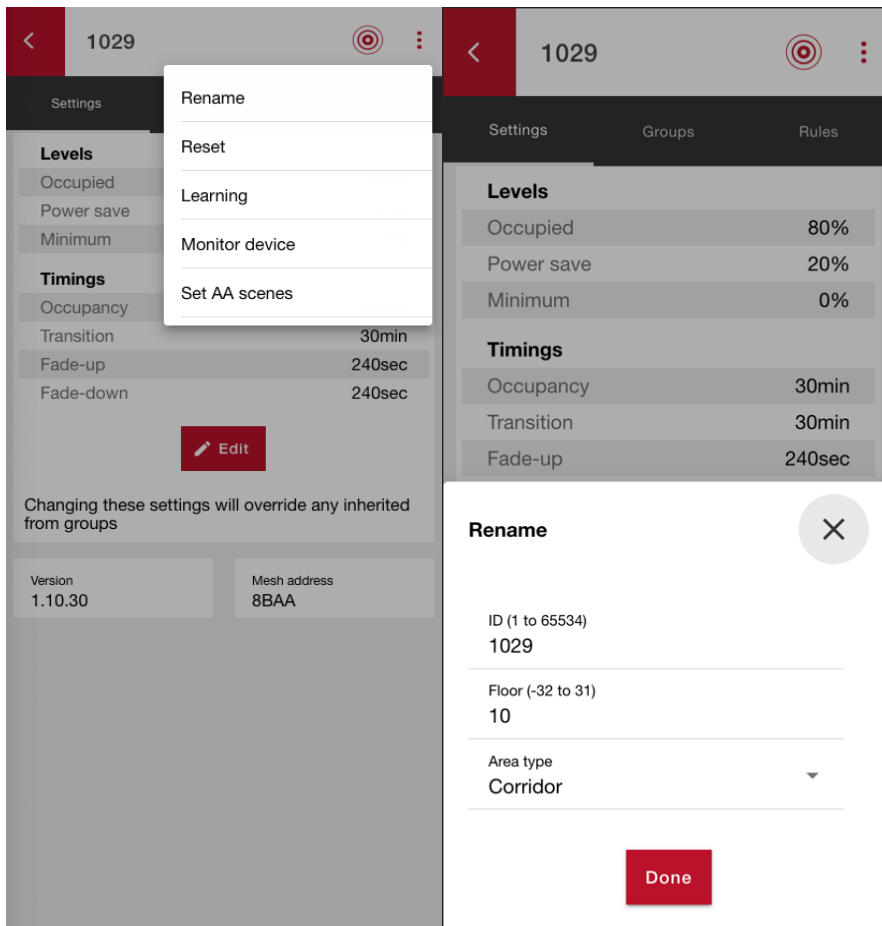 1029
Settings
Rename
Reset
Learning
Monitor device
Set AA scenes
Levels
Occupied
Power save
Minimum
Timings
Occupancy
Transition 30min
Fade-up 240sec
Fade-down 240sec
Edit
Changing these settings will override any inherited
from groups
Version
1.10.30
Mesh address
8BAA
1029
Settings Groups Rules
Levels
Occupied 80%
Power save 20%
Minimum 0%
Timings
Occupancy 30min
Transition 30min
Fade-up 240sec
Rename
ID (1 to 65534)
1029
Floor (-32 to 31)
10
Area type
Corridor
Done